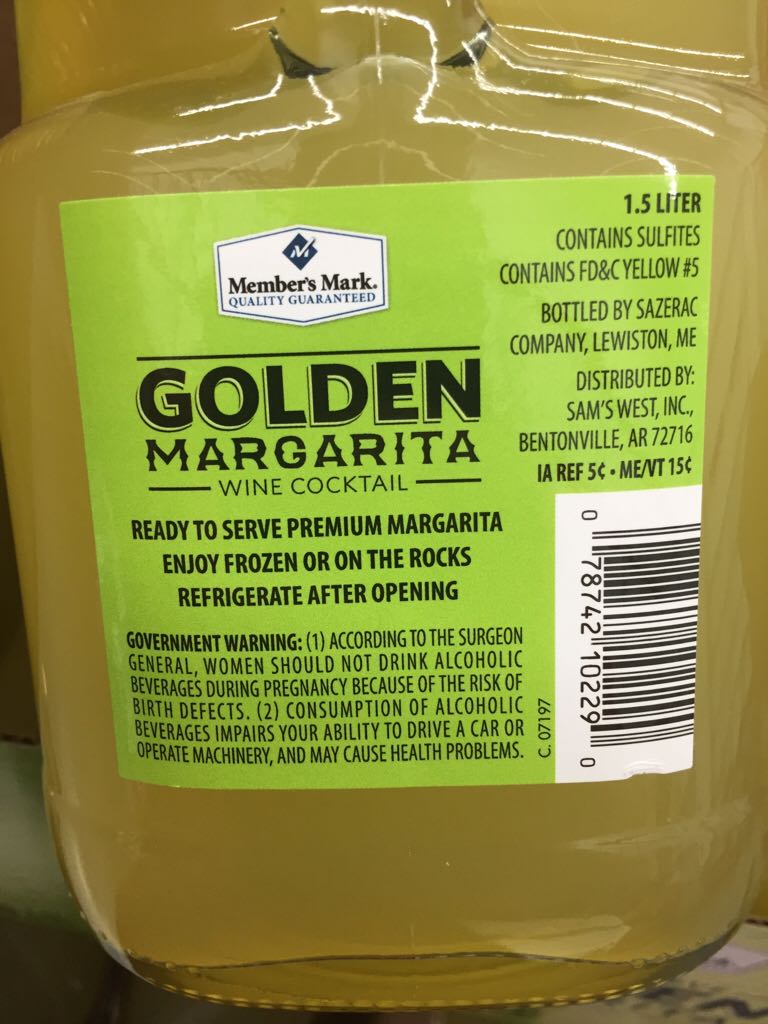 Member's Mark.
QUALITY GUARANTEED
GOLDEN
MARGARITA
WINE COCKTAIL
READY TO SERVE PREMIUM MARGARITA
ENJOY FROZEN OR ON THE ROCKS
REFRIGERATE AFTER OPENING
GOVERNMENT WARNING: (1) ACCORDING TO THE SURGEON
GENERAL, WOMEN SHOULD NOT DRINK ALCOHOLIC
BEVERAGES DURING PREGNANCY BECAUSE OF THE RISK OF
BIRTH DEFECTS. (2) CONSUMPTION OF ALCOHOLIC
BEVERAGES IMPAIRS YOUR ABILITY TO DRIVE A CAR OR
OPERATE MACHINERY, AND MAY CAUSE HEALTH PROBLEMS.
C. 07197
1.5 LITER
CONTAINS SULFITES
CONTAINS FD&C YELLOW #5
BOTTLED BY SAZERAC
COMPANY, LEWISTON, ME
DISTRIBUTED BY:
SAM'S WEST, INC.,
BENTONVILLE, AR 72716
IA REF 5¢ • ME/VT 15¢
0 78742 10229 0